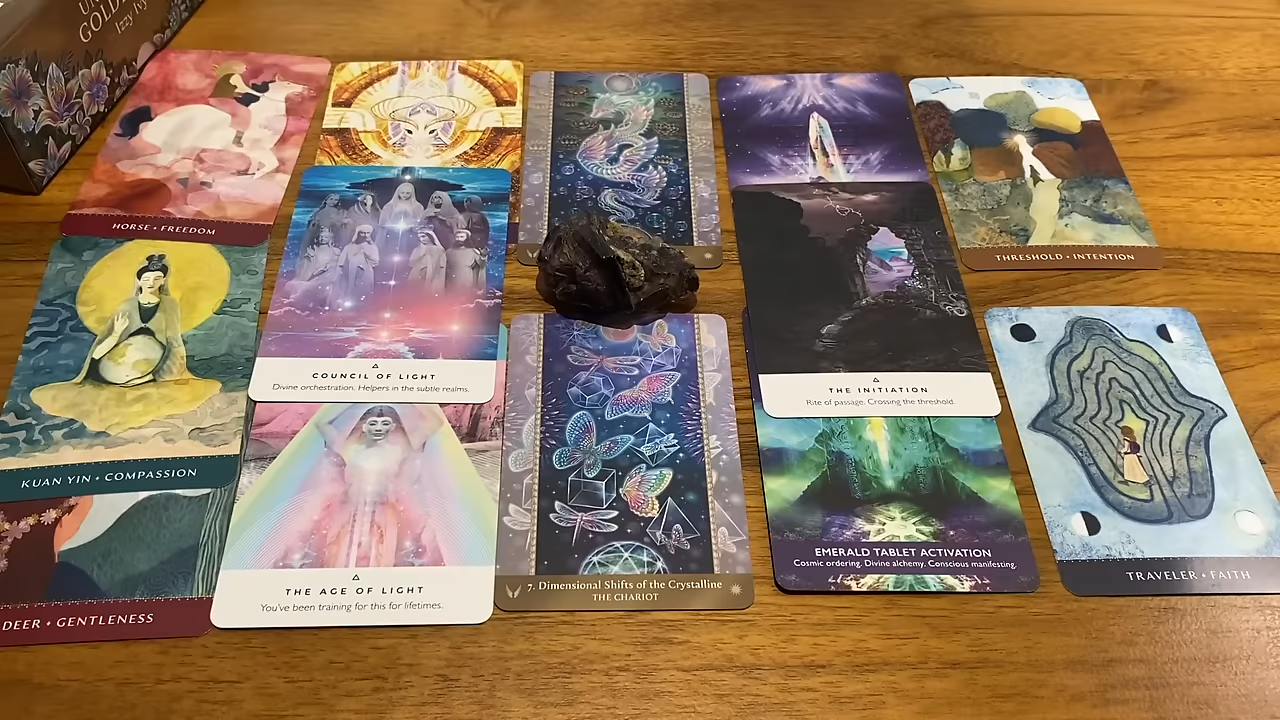 GOLD
Izzy Ivy
HORSE • FREEDOM
THRESHOLD • INTENTION
COUNCIL OF LIGHT
Divine orchestration. Helpers in the subtle realms.
THE INITIATION
Rite of passage. Crossing the threshold.
KUAN YIN • COMPASSION
EMERALD TABLET ACTIVATION
Cosmic ordering. Divine alchemy. Conscious manifesting.
TRAVELER • FAITH
THE AGE OF LIGHT
You've been training for this for lifetimes.
7. Dimensional Shifts of the Crystalline
THE CHARIOT
DEER • GENTLENESS